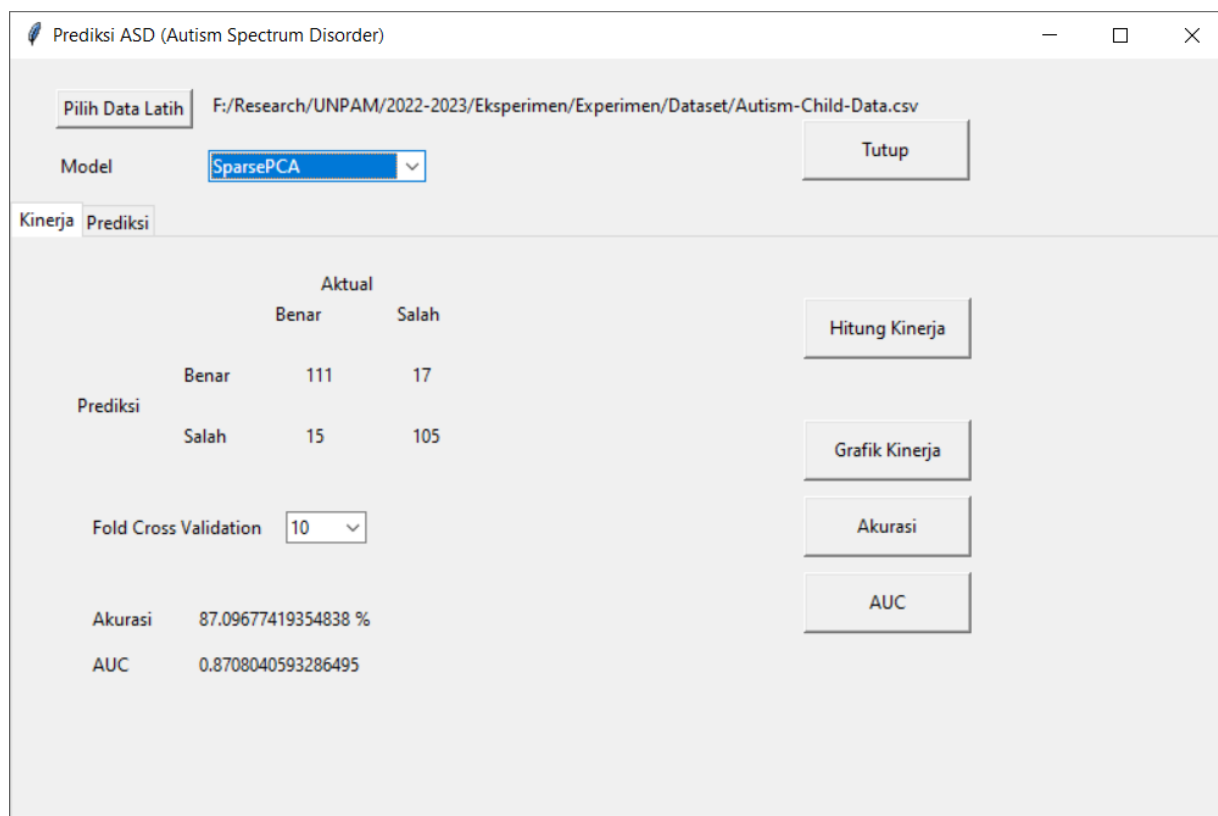 Prediksi ASD (Autism Spectrum Disorder)
Pilih Data Latih F:/Research/UNPAM/2022-2023/Eksperimen/Experimen/Dataset/Autism-Child-Data.csv
Tutup
Model SparsePCA
Kinerja Prediksi
Aktual
Benar Salah
Hitung Kinerja
Benar 111 17
Prediksi
Salah 15 105
Grafik Kinerja
Fold Cross Validation 10
Akurasi
AUC
Akurasi 87.09677419354838 %
AUC 0.8708040593286495